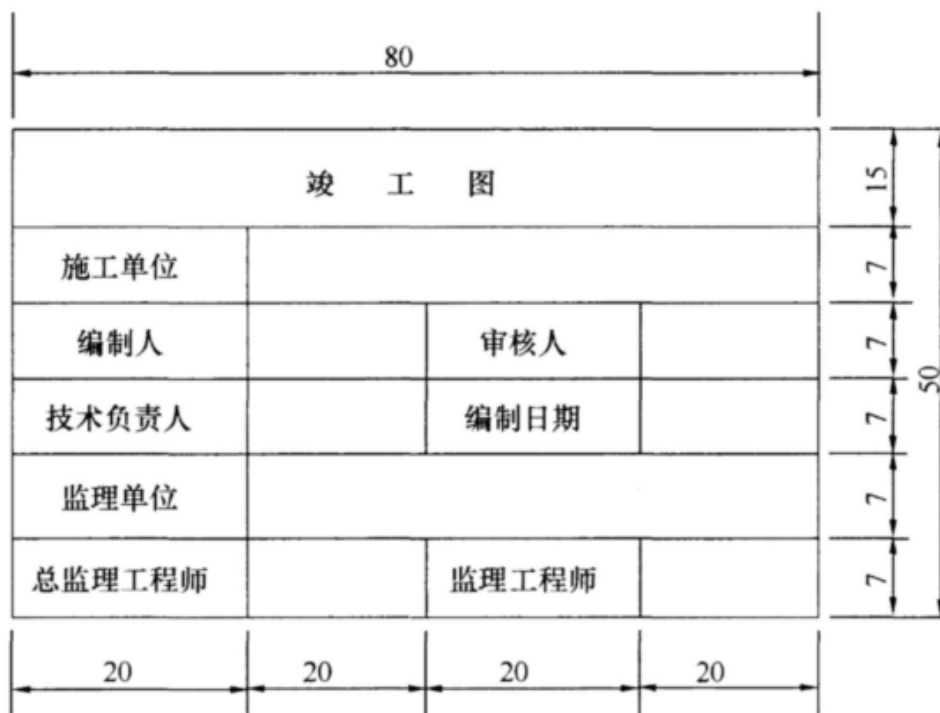 80
竣 工 图
15
施工单位
7
编制人 审核人
7
50
技术负责人 编制日期
7
监理单位
7
总监理工程师 监理工程师
7
20 20 20 20